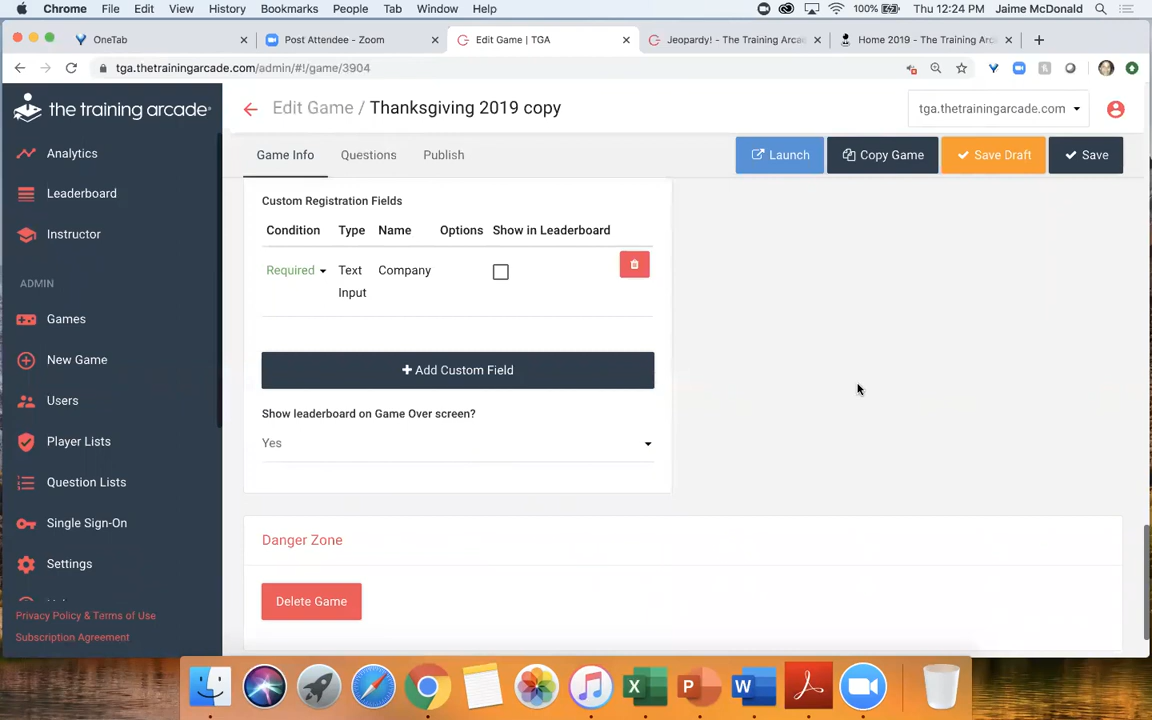 Chrome File Edit View History Bookmarks People Tab Window Help 100% Thu 12:24 PM Jaime McDonald
OneTab Post Attendee - Zoom Edit Game | TGA Jeopardy! - The Training Arca Home 2019 - The Training Arc
tga.thetrainingarcade.com/admin/#!/game/3904
the training arcade®
Edit Game / Thanksgiving 2019 copy
tga.thetrainingarcade.com
Game Info Questions Publish
Launch Copy Game Save Draft Save
Analytics
Leaderboard
Instructor
ADMIN
Games
New Game
Users
Player Lists
Question Lists
Single Sign-On
Settings
Privacy Policy & Terms of Use
Subscription Agreement
Custom Registration Fields
Condition Type Name Options Show in Leaderboard
Required Text Company
Input
Add Custom Field
Show leaderboard on Game Over screen?
Yes
Danger Zone
Delete Game